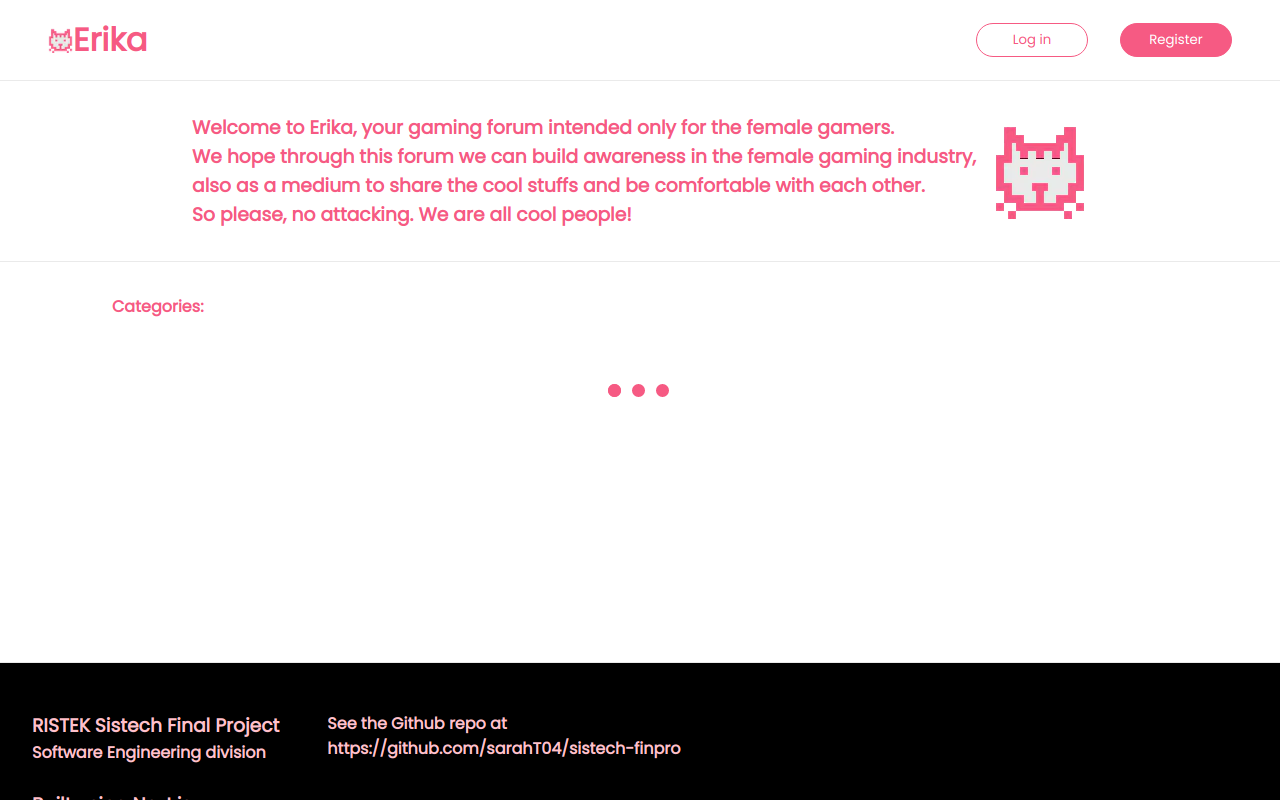 Erika
Log in
Register
Welcome to Erika, your gaming forum intended only for the female gamers.
We hope through this forum we can build awareness in the female gaming industry,
also as a medium to share the cool stuffs and be comfortable with each other.
So please, no attacking. We are all cool people!
Categories:
RISTEK Sistech Final Project
Software Engineering division
See the Github repo at
https://github.com/sarahT04/sistech-finpro